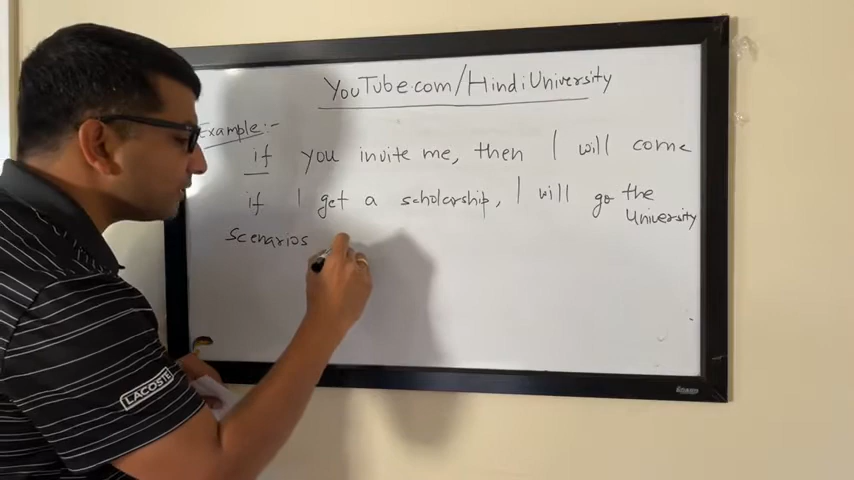 YouTube.com/HindiUniversity
Example:-
if you invite me, then I will come
if I get a scholarship, I will go the
University
Scenarios
LACOSTE